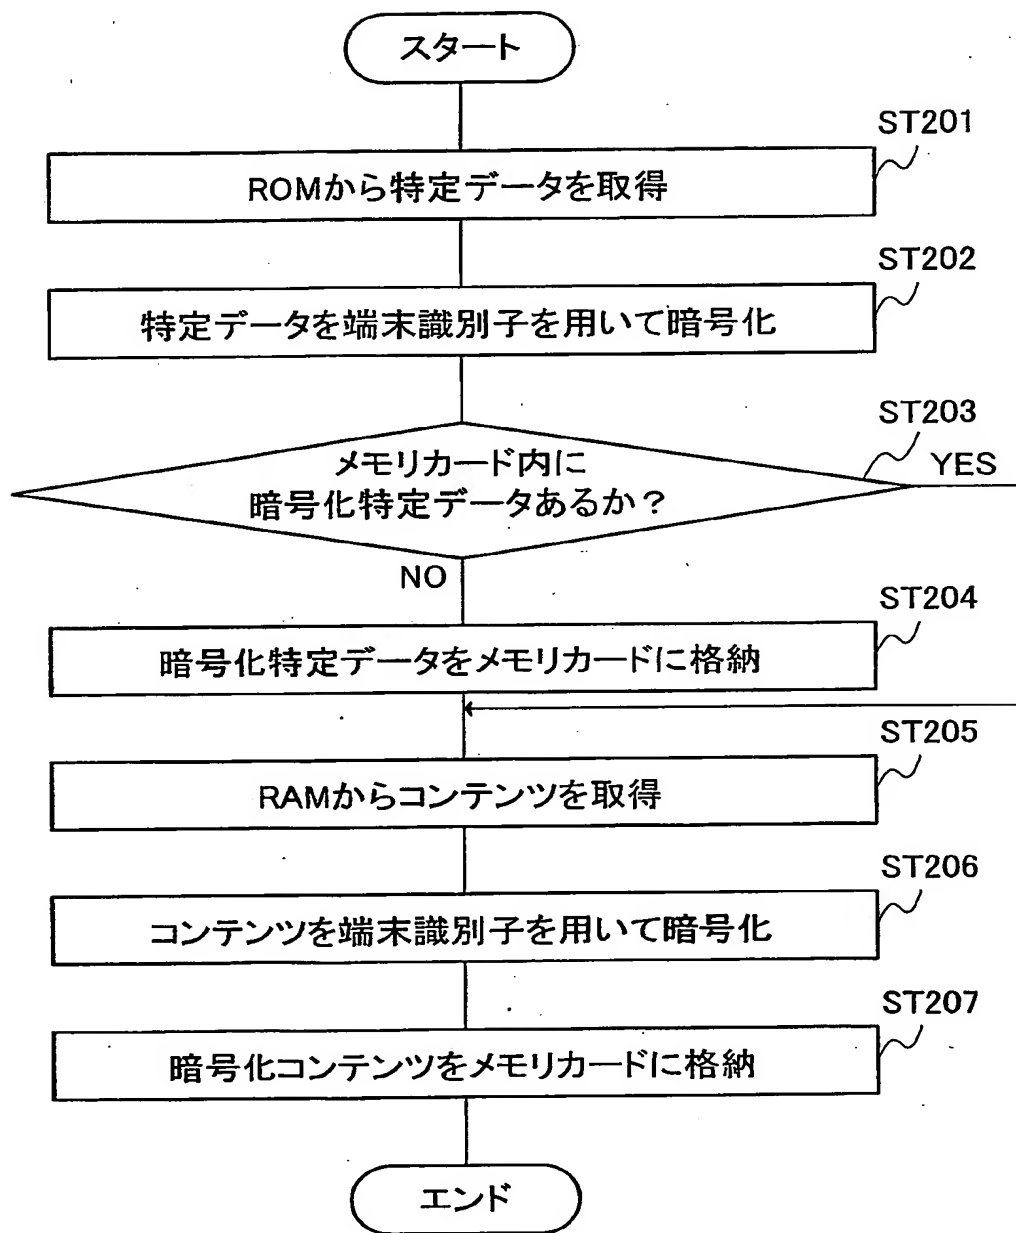 スタート
ST201
ROMから特定データを取得
ST202
特定データを端末識別子を用いて暗号化
ST203
メモリカード内に
暗号化特定データあるか？
YES
NO
ST204
暗号化特定データをメモリカードに格納
ST205
RAMからコンテンツを取得
ST206
コンテンツを端末識別子を用いて暗号化
ST207
暗号化コンテンツをメモリカードに格納
エンド